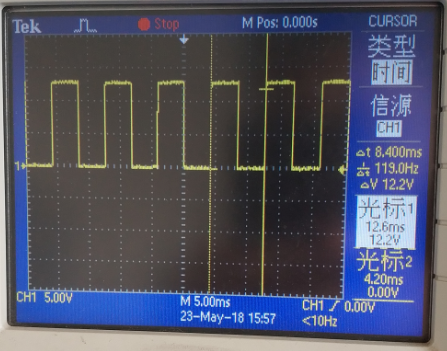 Tek Stop M Pos: 0.000s CURSOR
类型
时间
信源
CH1
△t 8.400ms
119.0Hz
△V 12.2V
光标1
12.6ms
12.2V
光标2
4.20ms
0.00V
1
CH1 5.00V M 5.00ms CH1 0.00V
23-May-18 15:57 <10Hz